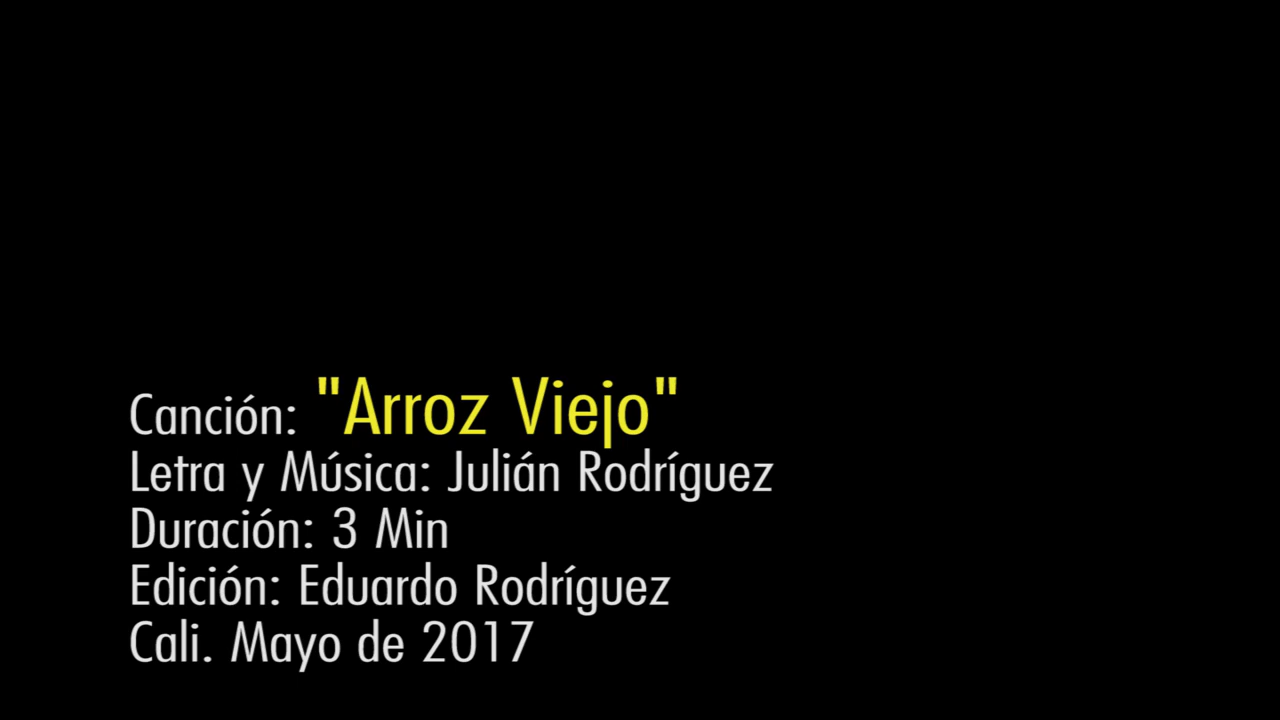 Canción: "Arroz Viejo"
Letra y Música: Julián Rodríguez
Duración: 3 Min
Edición: Eduardo Rodríguez
Cali. Mayo de 2017